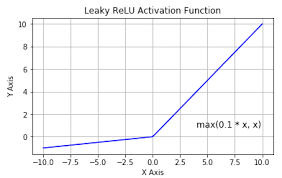 Leaky ReLU Activation Function
Y Axis
10
8
6
4
2
0
max(0.1 * x, x)
−10.0 −7.5 −5.0 −2.5 0.0 2.5 5.0 7.5 10.0
X Axis